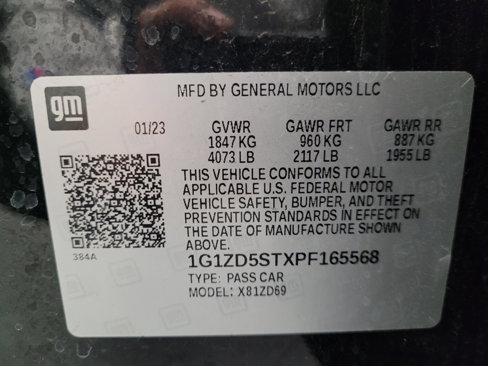 gm
MFD BY GENERAL MOTORS LLC
01/23 GVWR GAWR FRT GAWR RR
1847 KG 960 KG 887 KG
4073 LB 2117 LB 1955 LB
THIS VEHICLE CONFORMS TO ALL
APPLICABLE U.S. FEDERAL MOTOR
VEHICLE SAFETY, BUMPER, AND THEFT
PREVENTION STANDARDS IN EFFECT ON
THE DATE OF MANUFACTURE SHOWN
ABOVE.
384A
1G1ZD5STXPF165568
TYPE: PASS CAR
MODEL: X81ZD69